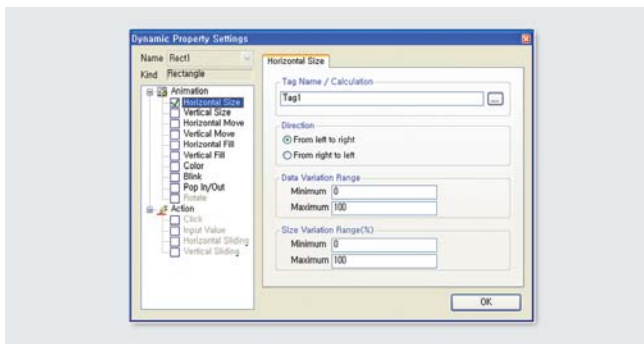 Dynamic Property Settings
Name Rect1
Kind Rectangle
Animation
Horizontal Size
Vertical Size
Horizontal Move
Vertical Move
Horizontal Fill
Vertical Fill
Color
Blink
Pop In/Out
Rotate
Action
Click
Input Value
Horizontal Sliding
Vertical Sliding
Horizontal Size
Tag Name / Calculation
Tag1
...
Direction
From left to right
From right to left
Data Variation Range
Minimum 0
Maximum 100
Size Variation Range(%)
Minimum 0
Maximum 100
OK